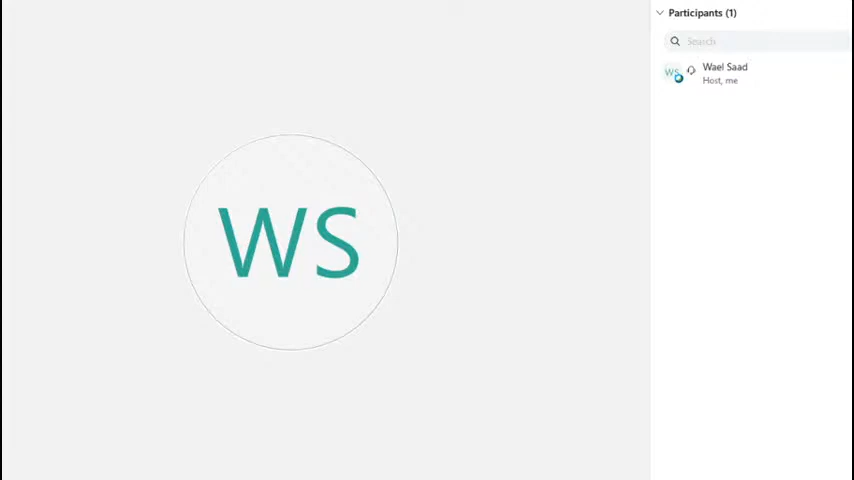 WS
Participants (1)
Search
WS
Wael Saad
Host, me